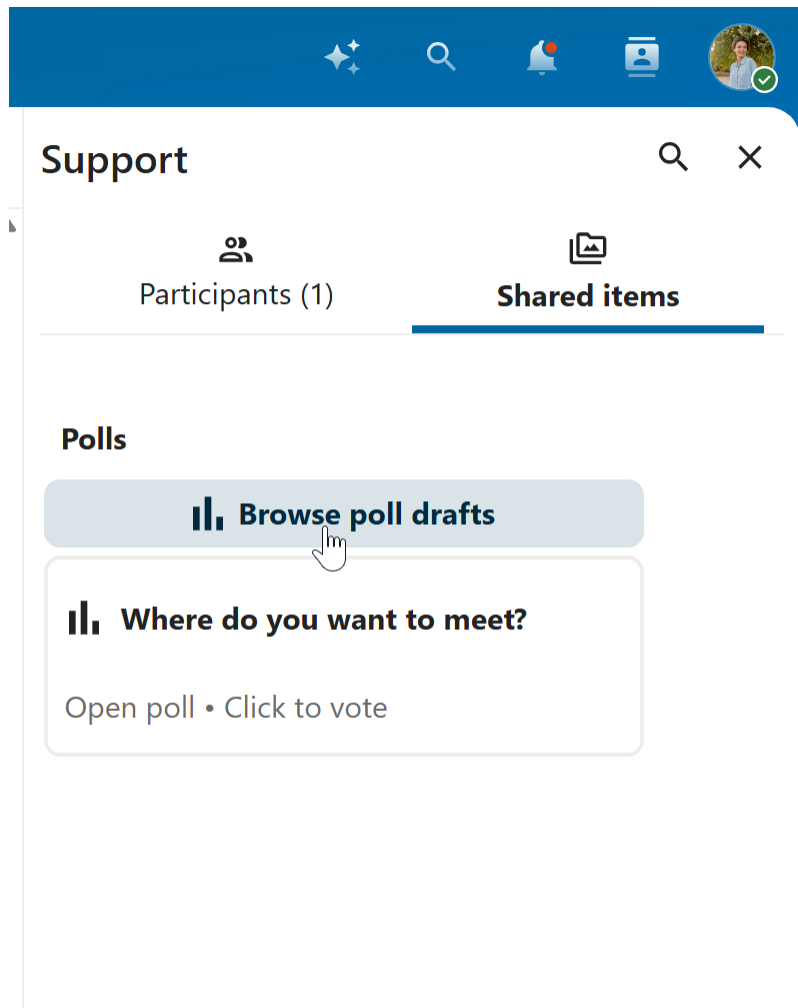 Support
Participants (1)
Shared items
Polls
Browse poll drafts
Where do you want to meet?
Open poll • Click to vote